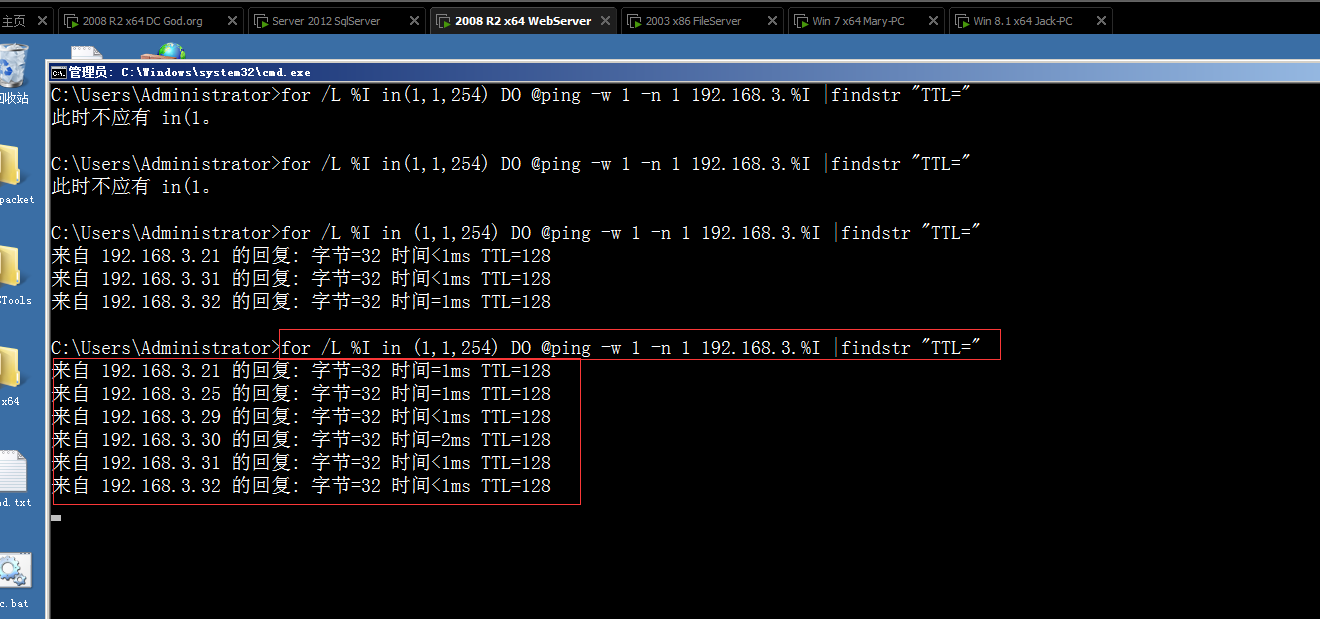 主页
2008 R2 x64 DC God.org
Server 2012 SqlServer
2008 R2 x64 WebServer
2003 x86 FileServer
Win 7 x64 Mary-PC
Win 8.1 x64 Jack-PC
管理员: C:\Windows\system32\cmd.exe
C:\Users\Administrator>for /L %I in(1,1,254) DO @ping -w 1 -n 1 192.168.3.%I |findstr "TTL="
此时不应有 in(1。
C:\Users\Administrator>for /L %I in(1,1,254) DO @ping -w 1 -n 1 192.168.3.%I |findstr "TTL="
此时不应有 in(1。
C:\Users\Administrator>for /L %I in (1,1,254) DO @ping -w 1 -n 1 192.168.3.%I |findstr "TTL="
来自 192.168.3.21 的回复: 字节=32 时间<1ms TTL=128
来自 192.168.3.31 的回复: 字节=32 时间<1ms TTL=128
来自 192.168.3.32 的回复: 字节=32 时间=1ms TTL=128
C:\Users\Administrator>for /L %I in (1,1,254) DO @ping -w 1 -n 1 192.168.3.%I |findstr "TTL="
来自 192.168.3.21 的回复: 字节=32 时间=1ms TTL=128
来自 192.168.3.25 的回复: 字节=32 时间=1ms TTL=128
来自 192.168.3.29 的回复: 字节=32 时间<1ms TTL=128
来自 192.168.3.30 的回复: 字节=32 时间=2ms TTL=128
来自 192.168.3.31 的回复: 字节=32 时间<1ms TTL=128
来自 192.168.3.32 的回复: 字节=32 时间<1ms TTL=128
回收站
packet
Tools
x64
d.txt
c.bat